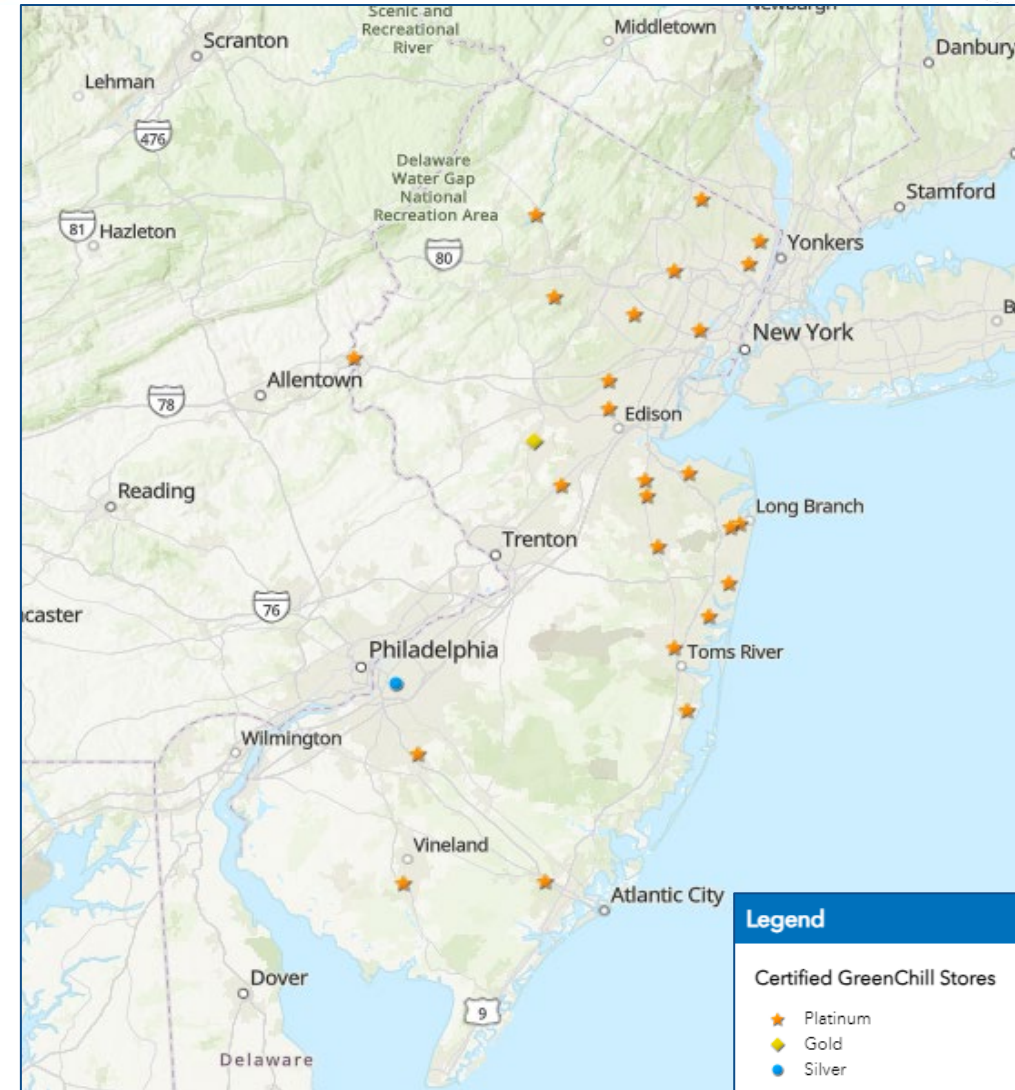 Scenic and
Recreational
River
Middletown
Newburgh
Scranton
Danbury
Lehman
476
Delaware
Water Gap
National
Recreation Area
Stamford
81
Hazleton
80
Yonkers
New York
Allentown
78
Edison
Reading
Long Branch
Trenton
76
caster
Philadelphia
Toms River
Wilmington
Vineland
Atlantic City
Legend
Certified GreenChill Stores
Platinum
Gold
Silver
Dover
9
Delaware